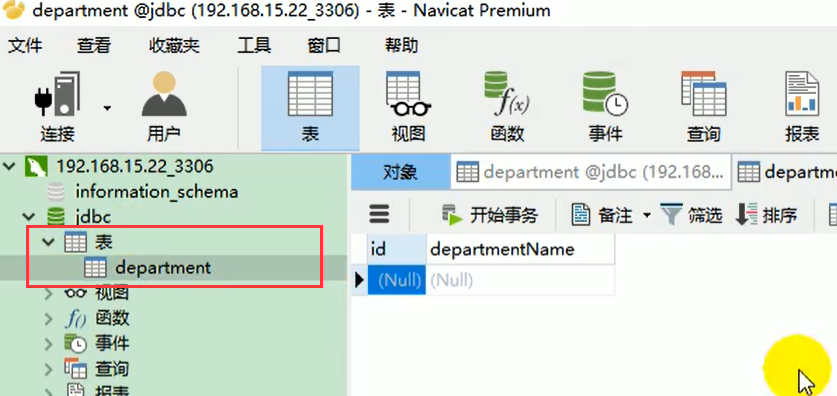 department @jdbc (192.168.15.22_3306) - 表 - Navicat Premium
文件 查看 收藏夹 工具 窗口 帮助
连接 用户 表 视图 f(x) 函数 事件 查询 报表
192.168.15.22_3306
对象 department @jdbc (192.168... departm
information_schema
jdbc
开始事务 备注 筛选 排序
表
id departmentName
department
(Null) (Null)
视图
f() 函数
事件
查询
报表